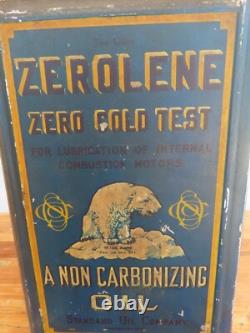 ZEROLENE
ZERO COLD TEST
FOR LUBRICATION OF INTERNAL
COMBUSTION MOTORS
A NON CARBONIZING
OIL
STANDARD OIL COMPANY